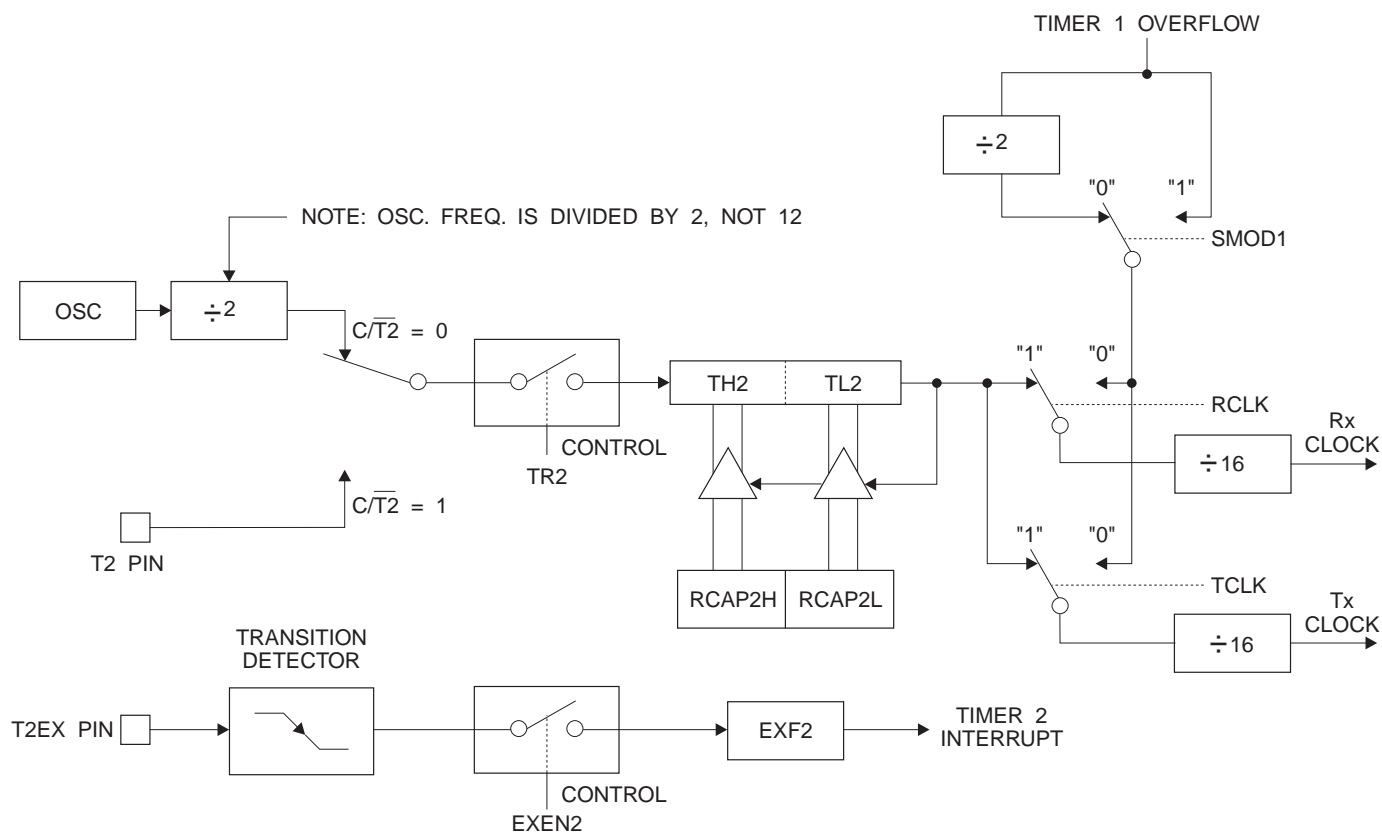 TIMER 1 OVERFLOW
÷2
"0" "1"
NOTE: OSC. FREQ. IS DIVIDED BY 2, NOT 12
SMOD1
OSC
÷2
C/T̅2̅ = 0
"1" "0"
TH2 TL2
RCLK
Rx
CLOCK
CONTROL
TR2
÷16
C/T̅2̅ = 1
T2 PIN
"1" "0"
RCAP2H RCAP2L
TCLK
Tx
CLOCK
÷16
TRANSITION
DETECTOR
T2EX PIN
EXF2
TIMER 2
INTERRUPT
CONTROL
EXEN2